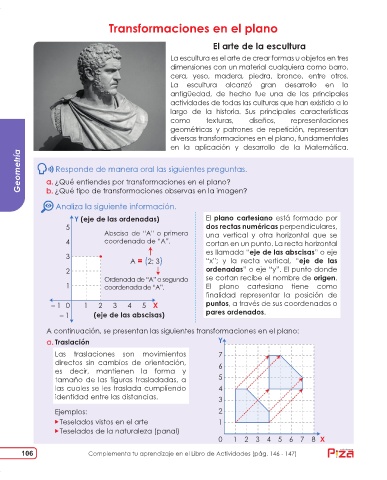 Transformaciones en el plano
El arte de la escultura
La escultura es el arte de crear formas u objetos en tres
dimensiones con un material cualquiera como barro,
cera, yeso, madera, piedra, bronce, entre otros.
La escultura alcanzó gran desarrollo en la
antigüedad, de hecho fue una de las principales
actividades de todas las culturas que han existido a lo
largo de la historia. Sus principales características
como texturas, diseños, representaciones
geométricas y patrones de repetición, representan
diversas transformaciones en el plano, fundamentales
en la aplicación y desarrollo de la Matemática.
Geometría
Responde de manera oral las siguientes preguntas.
a. ¿Qué entiendes por transformaciones en el plano?
b. ¿Qué tipo de transformaciones observas en la imagen?
Analiza la siguiente información.
Y (eje de las ordenadas)
5
4
3
2
1
– 1 0 1 2 3 4 5 X
– 1 (eje de las abscisas)
Abscisa de "A" o primera
coordenada de "A".
A = (2; 3)
Ordenada de "A" o segunda
coordenada de "A".
El plano cartesiano está formado por
dos rectas numéricas perpendiculares,
una vertical y otra horizontal que se
cortan en un punto. La recta horizontal
es llamada "eje de las abscisas" o eje
"x"; y la recta vertical, "eje de las
ordenadas" o eje "y". El punto donde
se cortan recibe el nombre de origen.
El plano cartesiano tiene como
finalidad representar la posición de
puntos, a través de sus coordenadas o
pares ordenados.
A continuación, se presentan las siguientes transformaciones en el plano:
a. Traslación
Las traslaciones son movimientos
directos sin cambios de orientación,
es decir, mantienen la forma y
tamaño de las figuras trasladadas, a
las cuales se les traslada cumpliendo
identidad entre las distancias.
Ejemplos:
Teselados vistos en el arte
Teselados de la naturaleza (panal)
Y
7
6
5
4
3
2
1
0 1 2 3 4 5 6 7 8 X
106
Complementa tu aprendizaje en el Libro de Actividades (pág. 146 - 147)